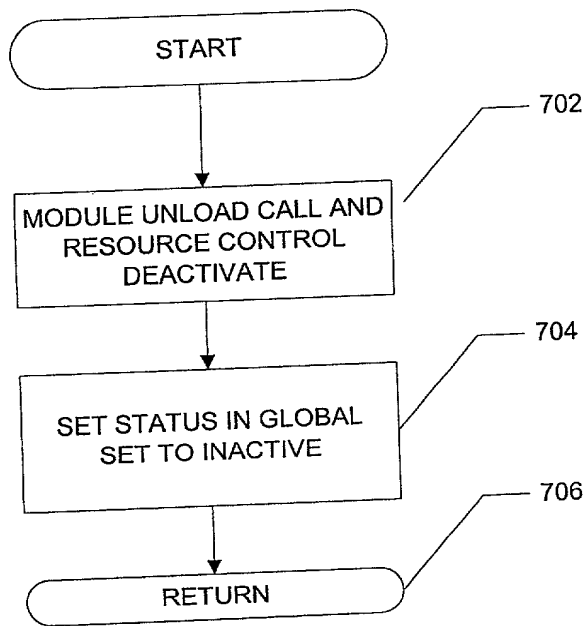 START
702
MODULE UNLOAD CALL AND
RESOURCE CONTROL
DEACTIVATE
704
SET STATUS IN GLOBAL
SET TO INACTIVE
706
RETURN